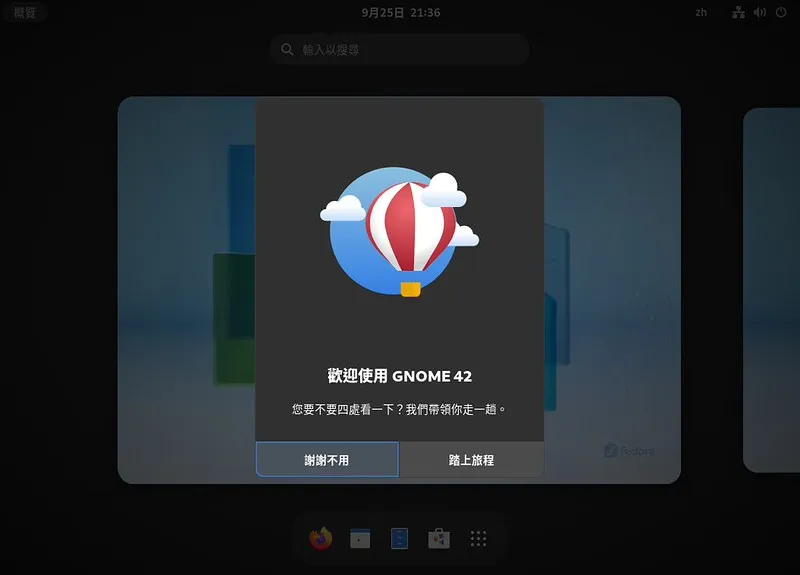 概覽
9月25日 21:36
zh
輸入以搜尋
歡迎使用 GNOME 42
您要不要四處看一下？我們帶領你走一趟。
fedora
謝謝不用
踏上旅程